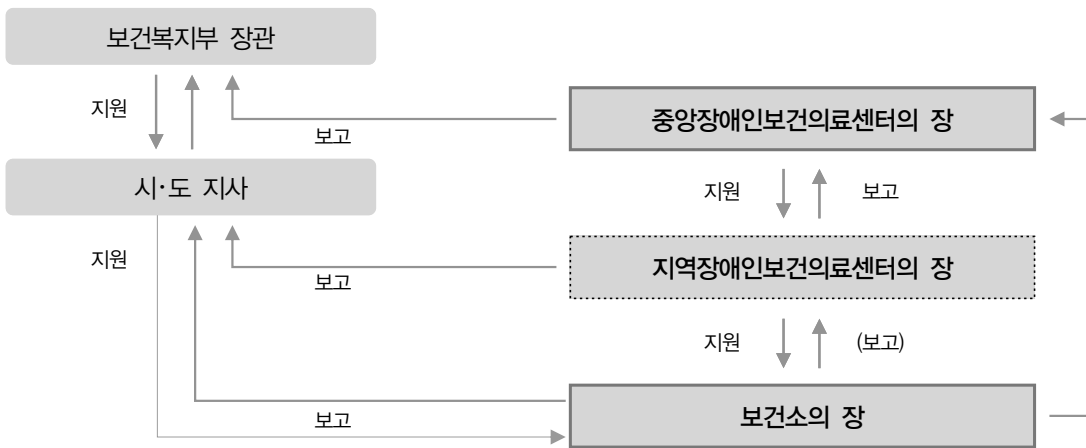 보건복지부 장관
지원
보고
중앙장애인보건의료센터의 장
시·도 지사
지원
보고
지원
보고
지역장애인보건의료센터의 장
지원
(보고)
보고
보건소의 장